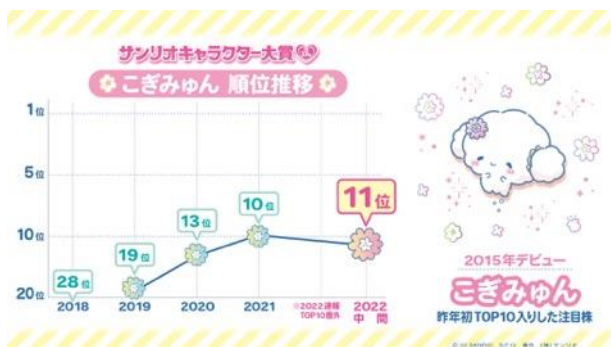 サンリオキャラクター大賞
こぎみゅん 順位推移
1位
5位
10位
20位
28位
19位
13位
10位
11位
2018
2019
2020
2021
※2022速報
TOP10圏外
2022
中間
2015年デビュー
こぎみゅん
昨年初TOP10入りした注目株